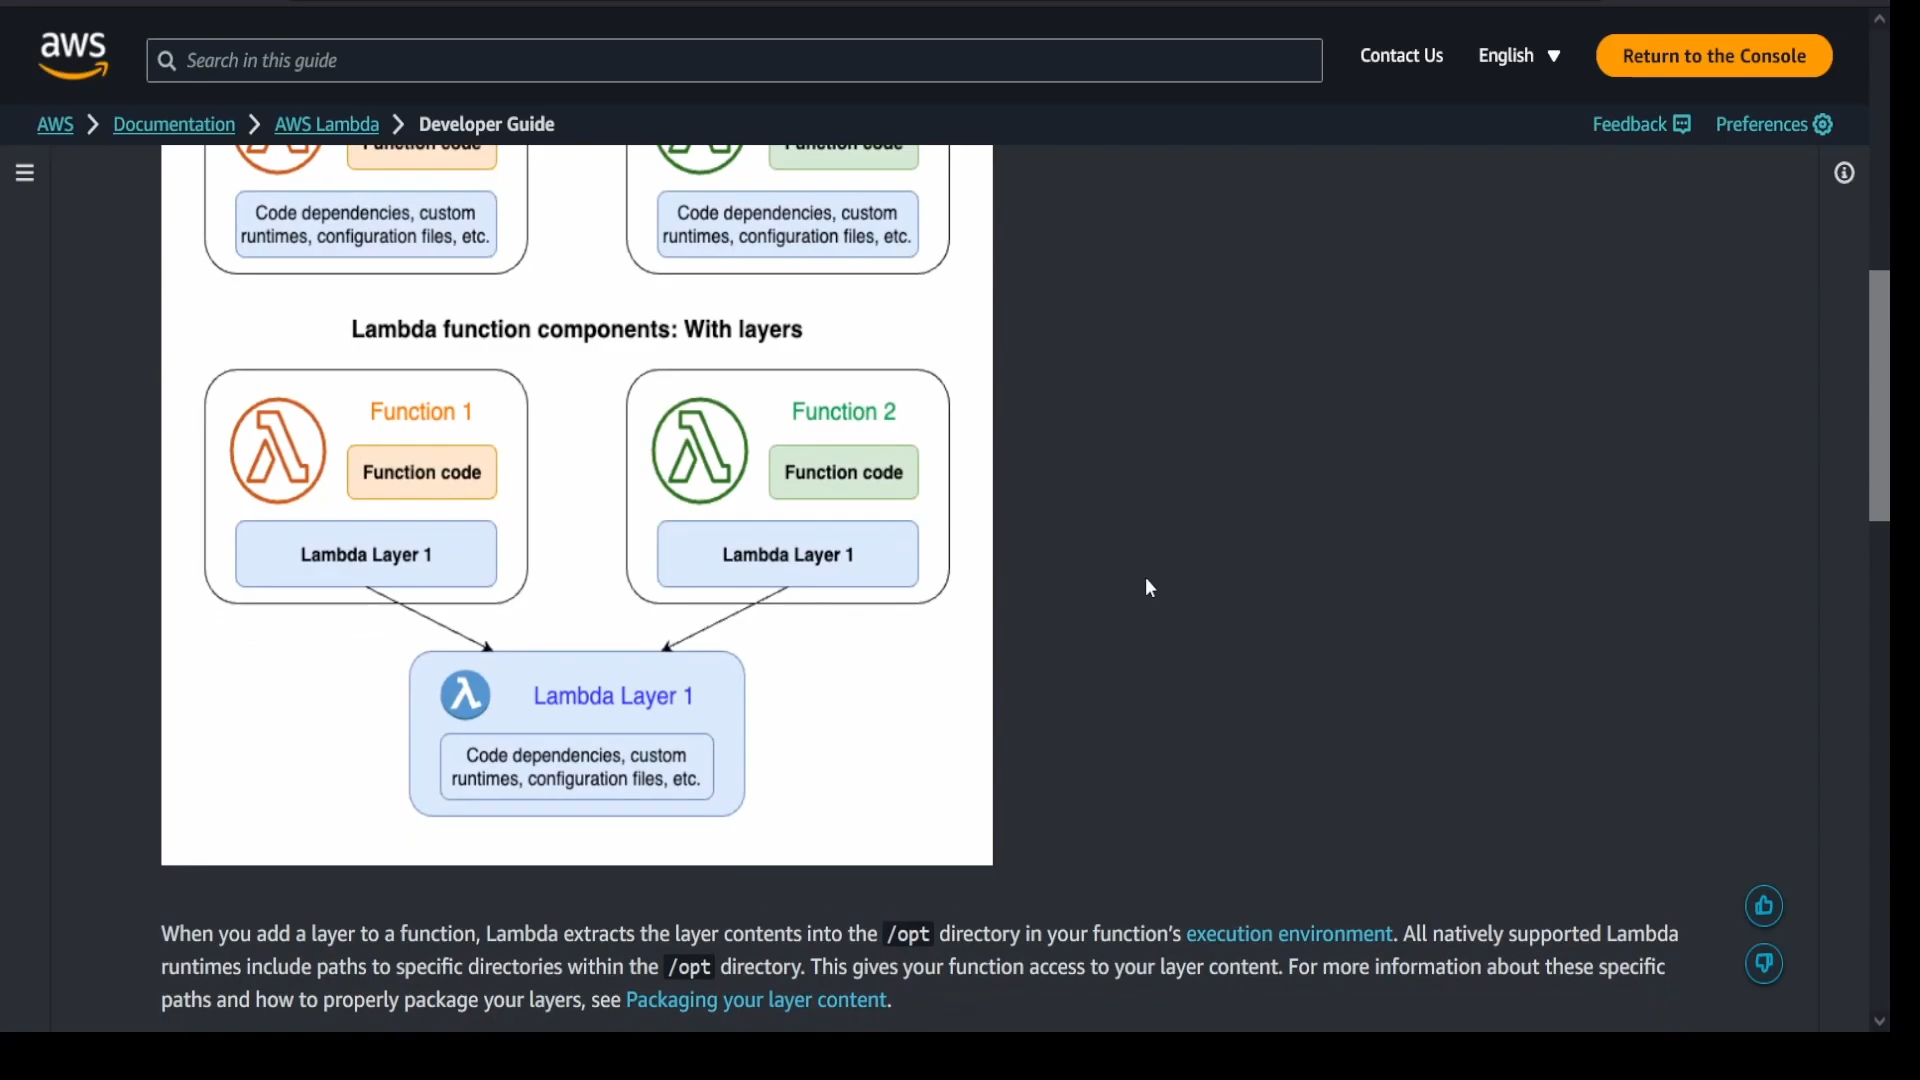 aws
Search in this guide
Contact Us
English
Return to the Console
AWS
Documentation
AWS Lambda
Developer Guide
Feedback
Preferences
Function code
Function code
Code dependencies, custom
runtimes, configuration files, etc.
Code dependencies, custom
runtimes, configuration files, etc.
Lambda function components: With layers
Function 1
Function code
Lambda Layer 1
Function 2
Function code
Lambda Layer 1
Lambda Layer 1
Code dependencies, custom
runtimes, configuration files, etc.
When you add a layer to a function, Lambda extracts the layer contents into the /opt directory in your function's execution environment. All natively supported Lambda
runtimes include paths to specific directories within the /opt directory. This gives your function access to your layer content. For more information about these specific
paths and how to properly package your layers, see Packaging your layer content.